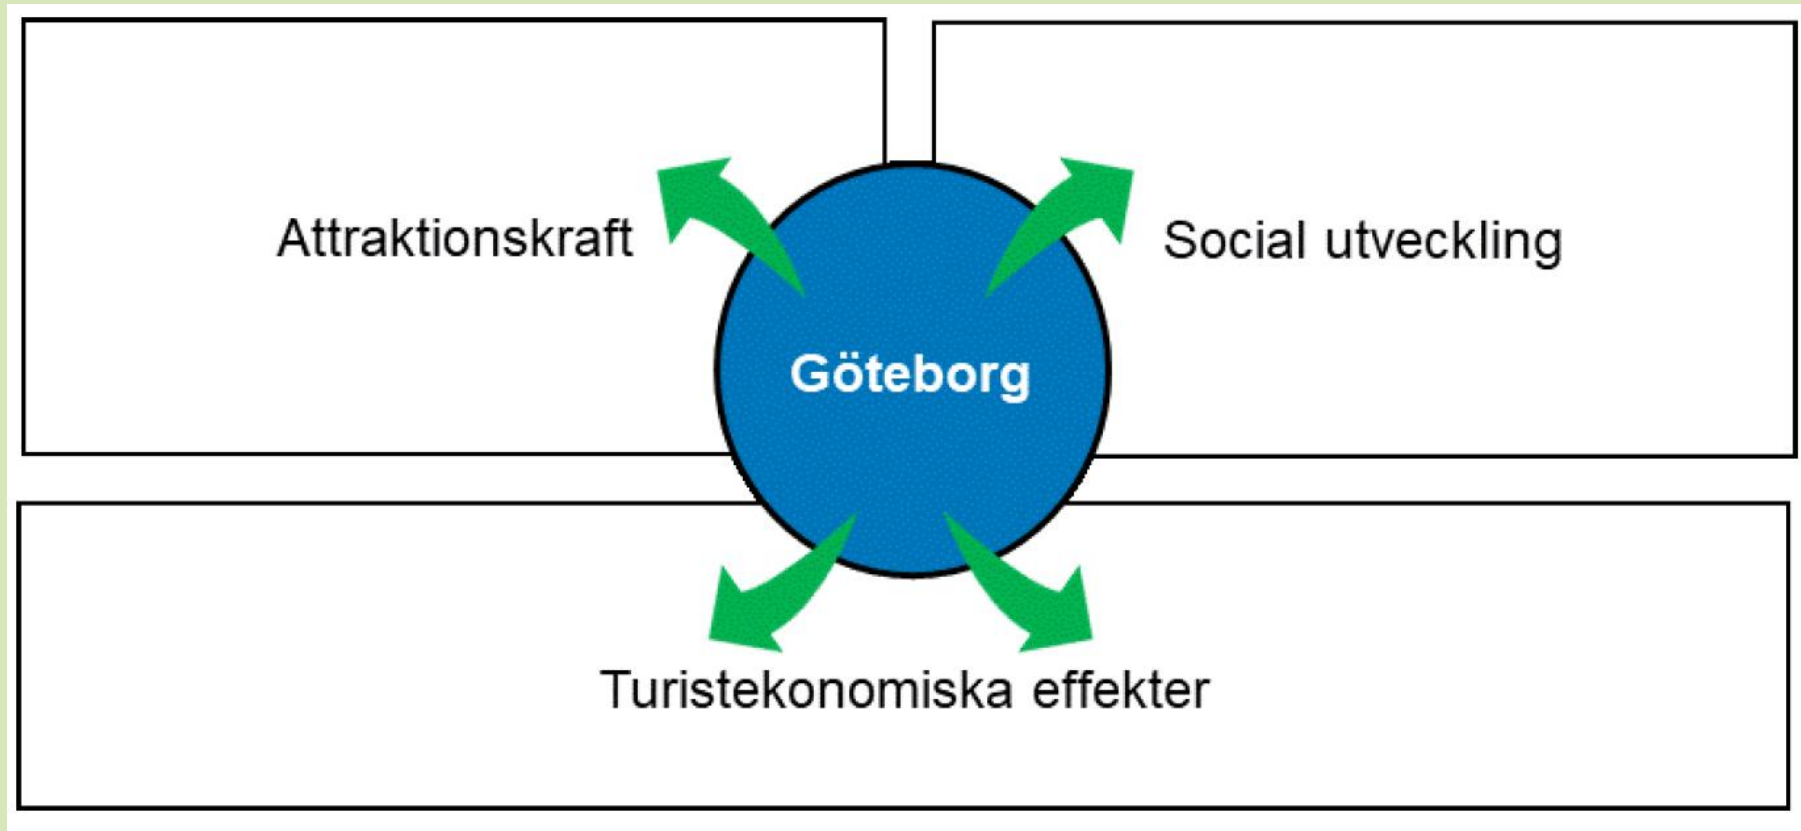 Attraktionskraft
Social utveckling
Göteborg
Turistekonomiska effekter